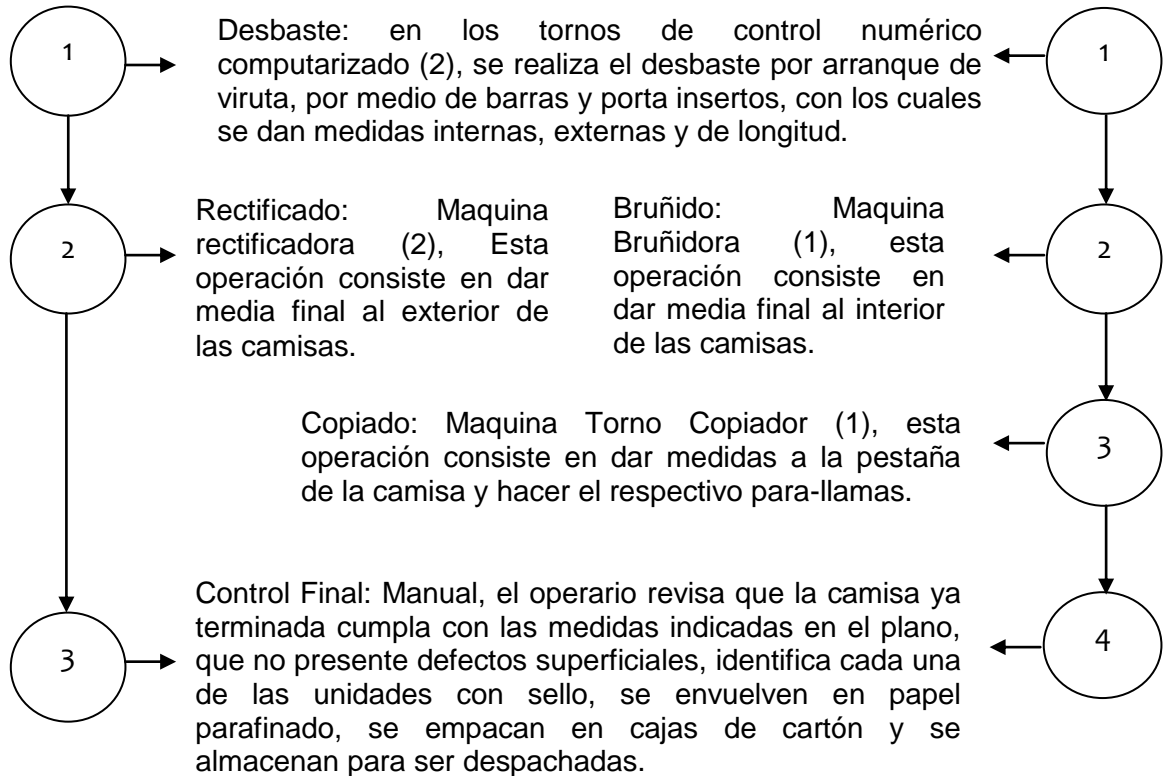 1
Desbaste: en los tornos de control numérico
computarizado (2), se realiza el desbaste por arranque de
viruta, por medio de barras y porta insertos, con los cuales
se dan medidas internas, externas y de longitud.
1
2
Rectificado: Maquina
rectificadora (2), Esta
operación consiste en dar
media final al exterior de
las camisas.
Bruñido: Maquina
Bruñidora (1), esta
operación consiste en
dar media final al interior
de las camisas.
2
Copiado: Maquina Torno Copiador (1), esta
operación consiste en dar medidas a la pestaña
de la camisa y hacer el respectivo para-llamas.
3
3
Control Final: Manual, el operario revisa que la camisa ya
terminada cumpla con las medidas indicadas en el plano,
que no presente defectos superficiales, identifica cada una
de las unidades con sello, se envuelven en papel
parafinado, se empacan en cajas de cartón y se
almacenan para ser despachadas.
4